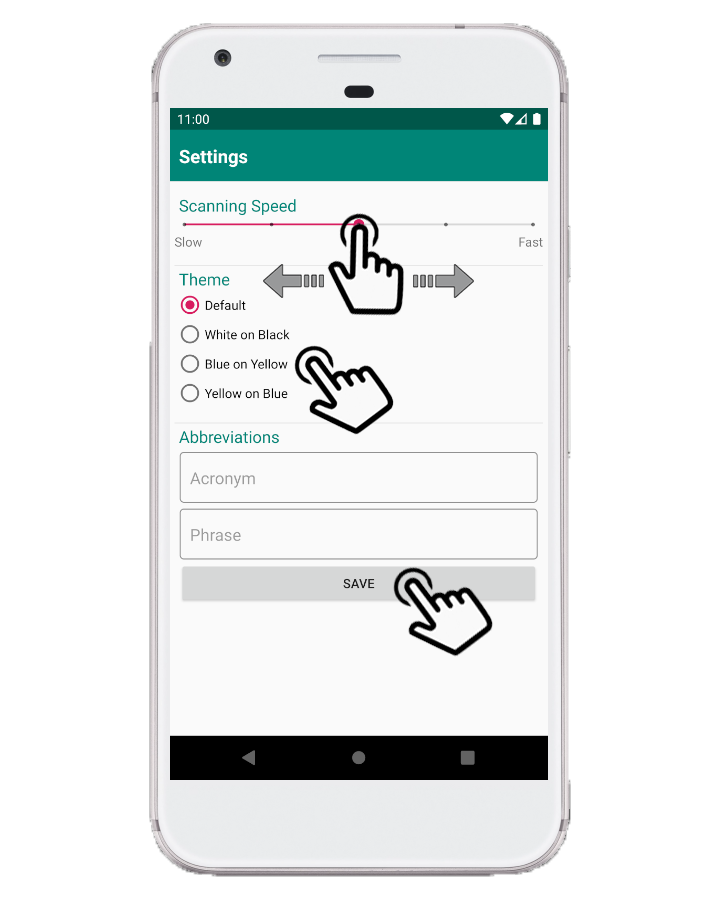 11:00
Settings
Scanning Speed
Slow Fast
Theme
Default
White on Black
Blue on Yellow
Yellow on Blue
Abbreviations
Acronym
Phrase
SAVE